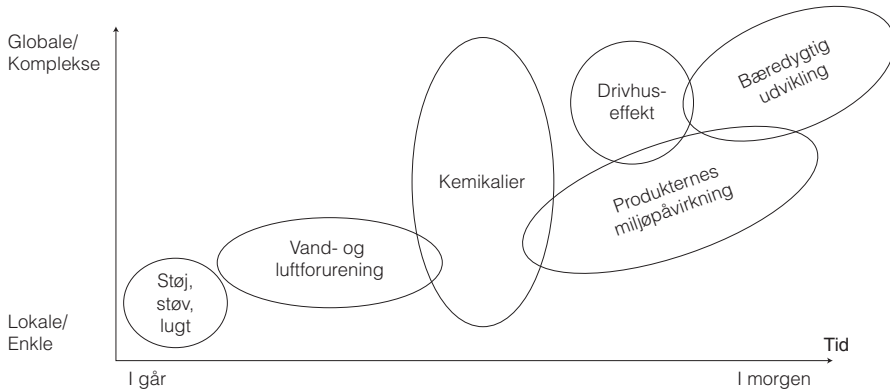 Globale/
Komplekse
Drivhus-
effekt
Bæredygtig
udvikling
Kemikalier
Produkternes
miljøpåvirkning
Vand- og
luftforurening
Støj,
støv,
lugt
Lokale/
Enkle
Tid
I går
I morgen